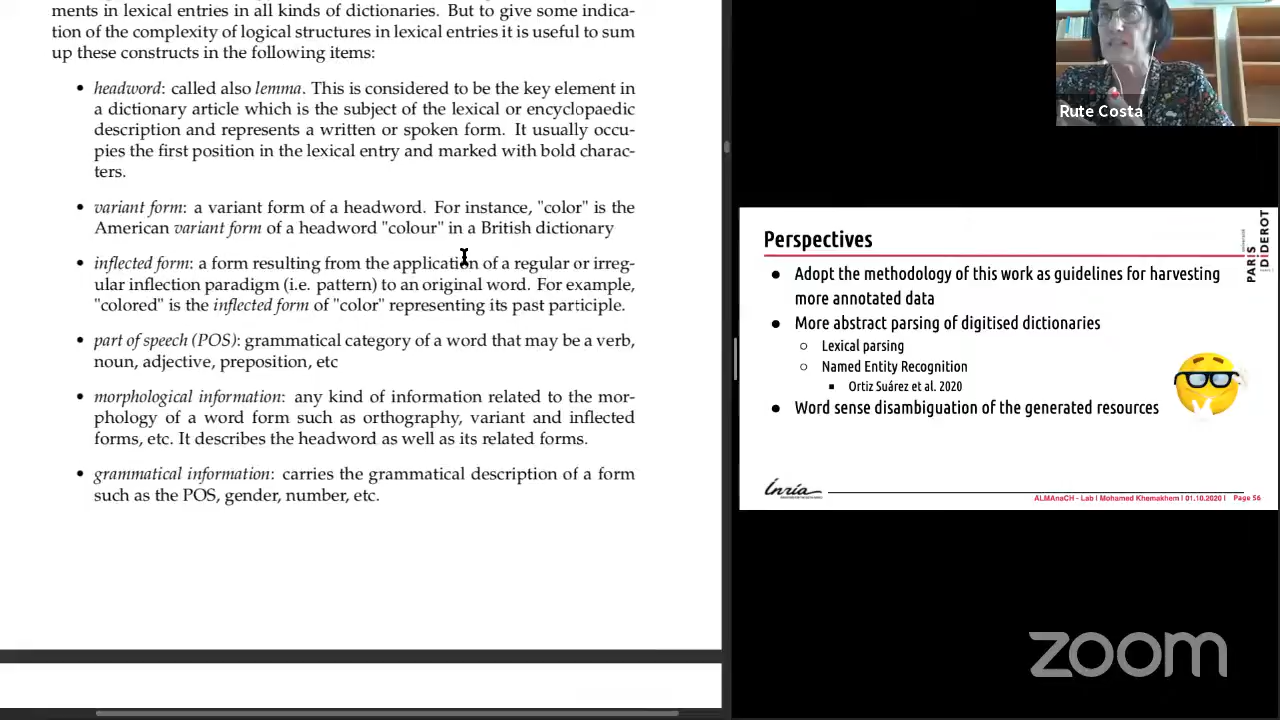 ments in lexical entries in all kinds of dictionaries. But to give some indica-
tion of the complexity of logical structures in lexical entries it is useful to sum
up these constructs in the following items:
• headword: called also lemma. This is considered to be the key element in
a dictionary article which is the subject of the lexical or encyclopaedic
description and represents a written or spoken form. It usually occu-
pies the first position in the lexical entry and marked with bold charac-
ters.
• variant form: a variant form of a headword. For instance, "color" is the
American variant form of a headword "colour" in a British dictionary
• inflected form: a form resulting from the application of a regular or irreg-
ular inflection paradigm (i.e. pattern) to an original word. For example,
"colored" is the inflected form of "color" representing its past participle.
• part of speech (POS): grammatical category of a word that may be a verb,
noun, adjective, preposition, etc
• morphological information: any kind of information related to the mor-
phology of a word form such as orthography, variant and inflected
forms, etc. It describes the headword as well as its related forms.
• grammatical information: carries the grammatical description of a form
such as the POS, gender, number, etc.
Rute Costa
Perspectives
PARIS
DIDEROT
● Adopt the methodology of this work as guidelines for harvesting
more annotated data
● More abstract parsing of digitised dictionaries
○ Lexical parsing
○ Named Entity Recognition
■ Ortiz Suárez et al. 2020
● Word sense disambiguation of the generated resources
Inria
ALMAnaCH - Lab | Mohamed Khemakhem | 01.10.2020 | Page 56
zoom